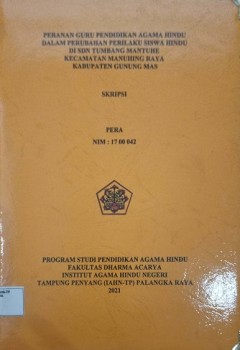 PERANAN GURU PENDIDIKAN AGAMA HINDU
DALAM PERUBAHAN PERILAKU SISWA HINDU
DI SDN TUMBANG MANTUHE
KECAMATAN MANUHING RAYA
KABUPATEN GUNUNG MAS
SKRIPSI
PERA
NIM : 17 00 042
PROGRAM STUDI PENDIDIKAN AGAMA HINDU
FAKULTAS DHARMA ACARYA
INSTITUT AGAMA HINDU NEGERI
TAMPUNG PENYANG (IAHN-TP) PALANGKA RAYA
2021